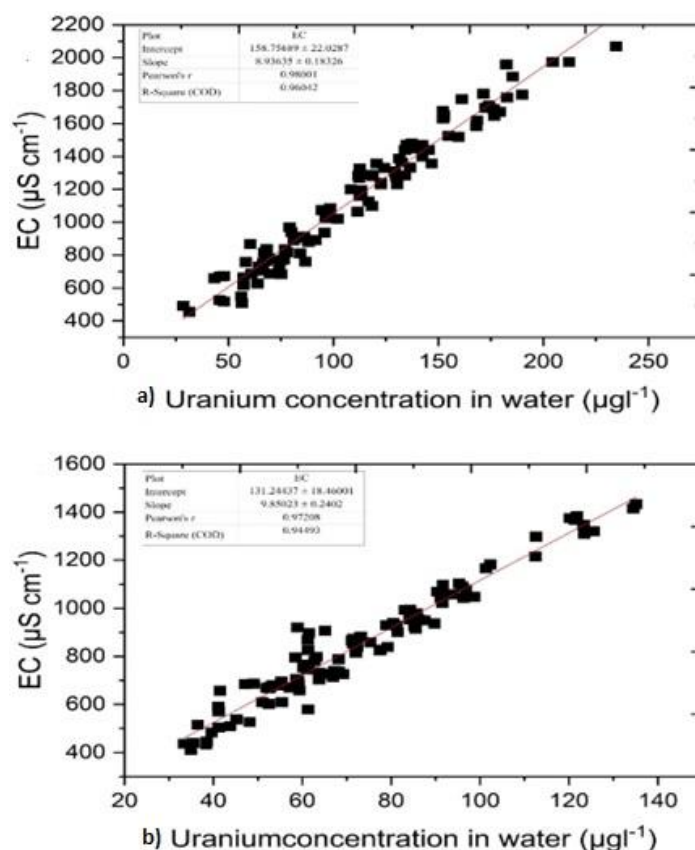 2200
2000
1800
1600
1400
1200
1000
800
600
400
EC (µS cm-1)
Plot EC
Intercept 158.75689 ± 22.0287
Slope 8.93635 ± 0.18326
Pearson's r 0.98001
R-Square (COD) 0.96042
0 50 100 150 200 250
a) Uranium concentration in water (µgl-1)
1600
1400
1200
1000
800
600
400
EC (µS cm-1)
Plot EC
Intercept 131.24437 ± 18.46001
Slope 9.85023 ± 0.2402
Pearson's r 0.97208
R-Square (COD) 0.94493
20 40 60 80 100 120 140
b) Uraniumconcentration in water (µgl-1)